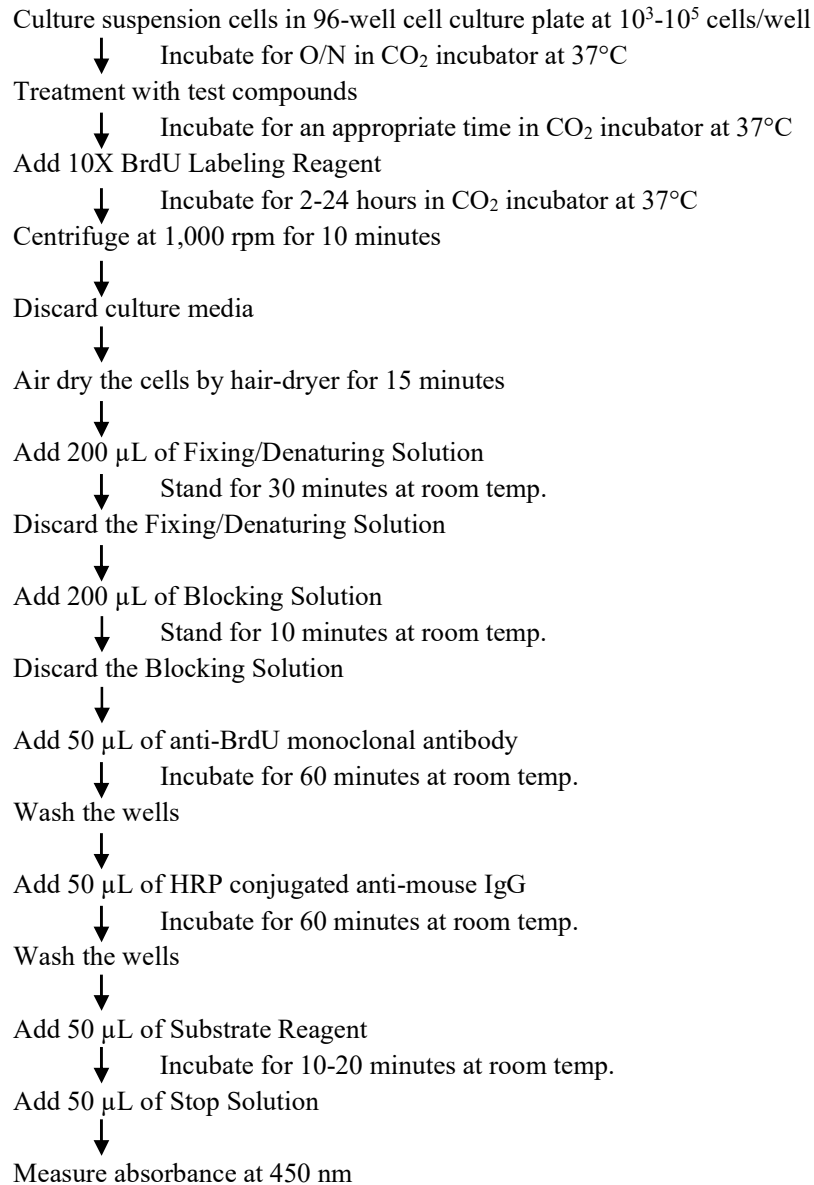 Culture suspension cells in 96-well cell culture plate at 10³-10⁵ cells/well
Incubate for O/N in CO₂ incubator at 37°C
Treatment with test compounds
Incubate for an appropriate time in CO₂ incubator at 37°C
Add 10X BrdU Labeling Reagent
Incubate for 2-24 hours in CO₂ incubator at 37°C
Centrifuge at 1,000 rpm for 10 minutes
Discard culture media
Air dry the cells by hair-dryer for 15 minutes
Add 200 µL of Fixing/Denaturing Solution
Stand for 30 minutes at room temp.
Discard the Fixing/Denaturing Solution
Add 200 µL of Blocking Solution
Stand for 10 minutes at room temp.
Discard the Blocking Solution
Add 50 µL of anti-BrdU monoclonal antibody
Incubate for 60 minutes at room temp.
Wash the wells
Add 50 µL of HRP conjugated anti-mouse IgG
Incubate for 60 minutes at room temp.
Wash the wells
Add 50 µL of Substrate Reagent
Incubate for 10-20 minutes at room temp.
Add 50 µL of Stop Solution
Measure absorbance at 450 nm